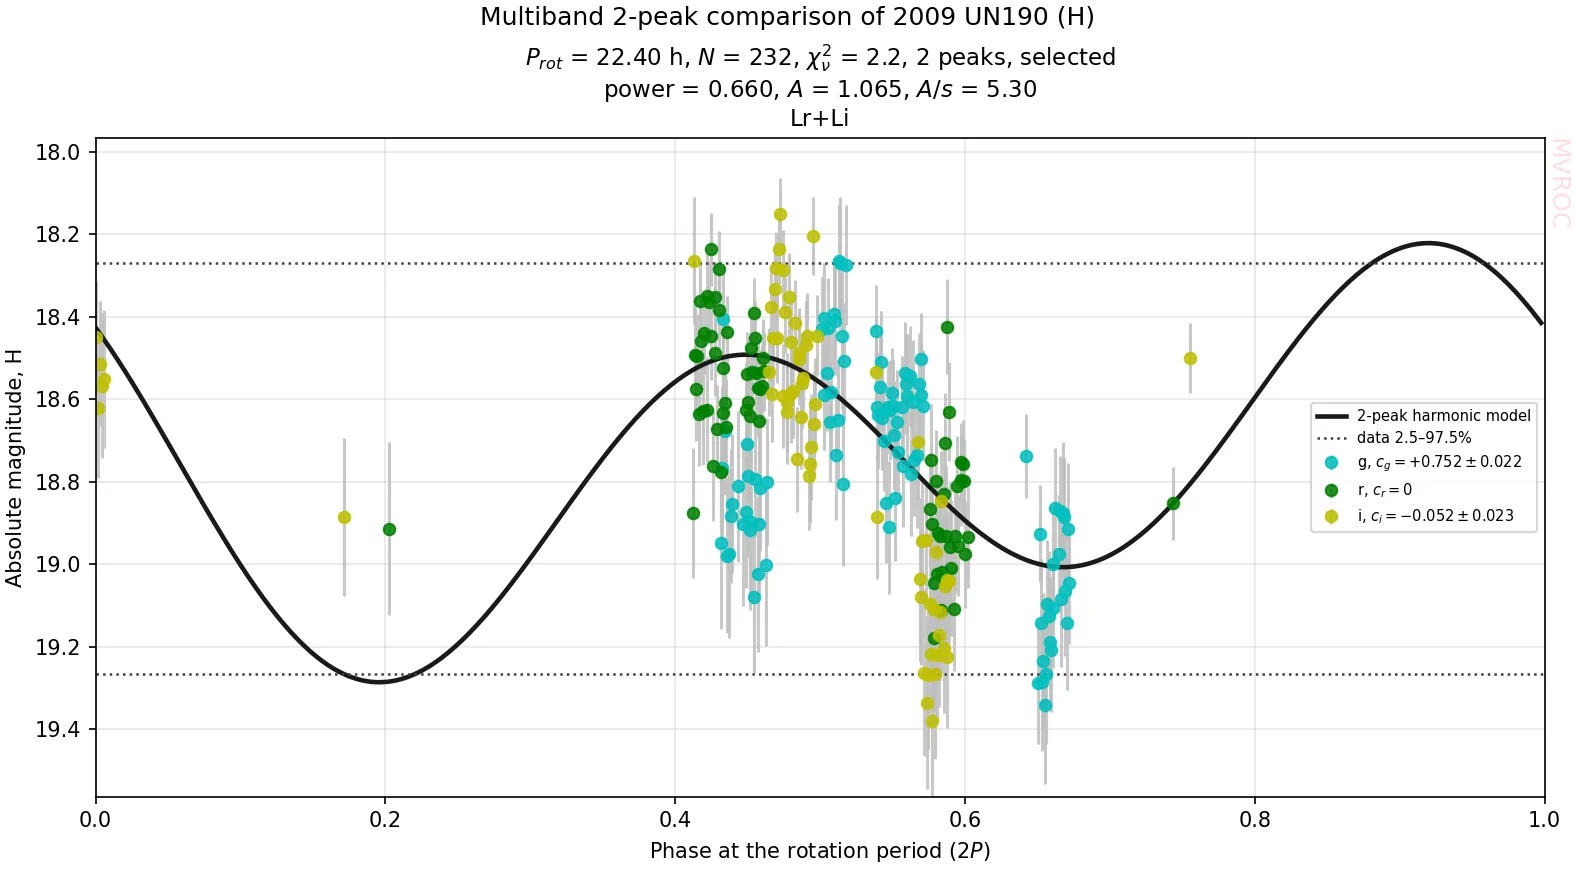 Multiband 2-peak comparison of 2009 UN190 (H)
P_rot = 22.40 h, N = 232, χ²_ν = 2.2, 2 peaks, selected
power = 0.660, A = 1.065, A/s = 5.30
Lr+Li
MVROC
18.0
18.2
18.4
18.6
18.8
19.0
19.2
19.4
Absolute magnitude, H
2-peak harmonic model
data 2.5–97.5%
g, c_g = +0.752 ± 0.022
r, c_r = 0
i, c_i = −0.052 ± 0.023
0.0 0.2 0.4 0.6 0.8 1.0
Phase at the rotation period (2P)